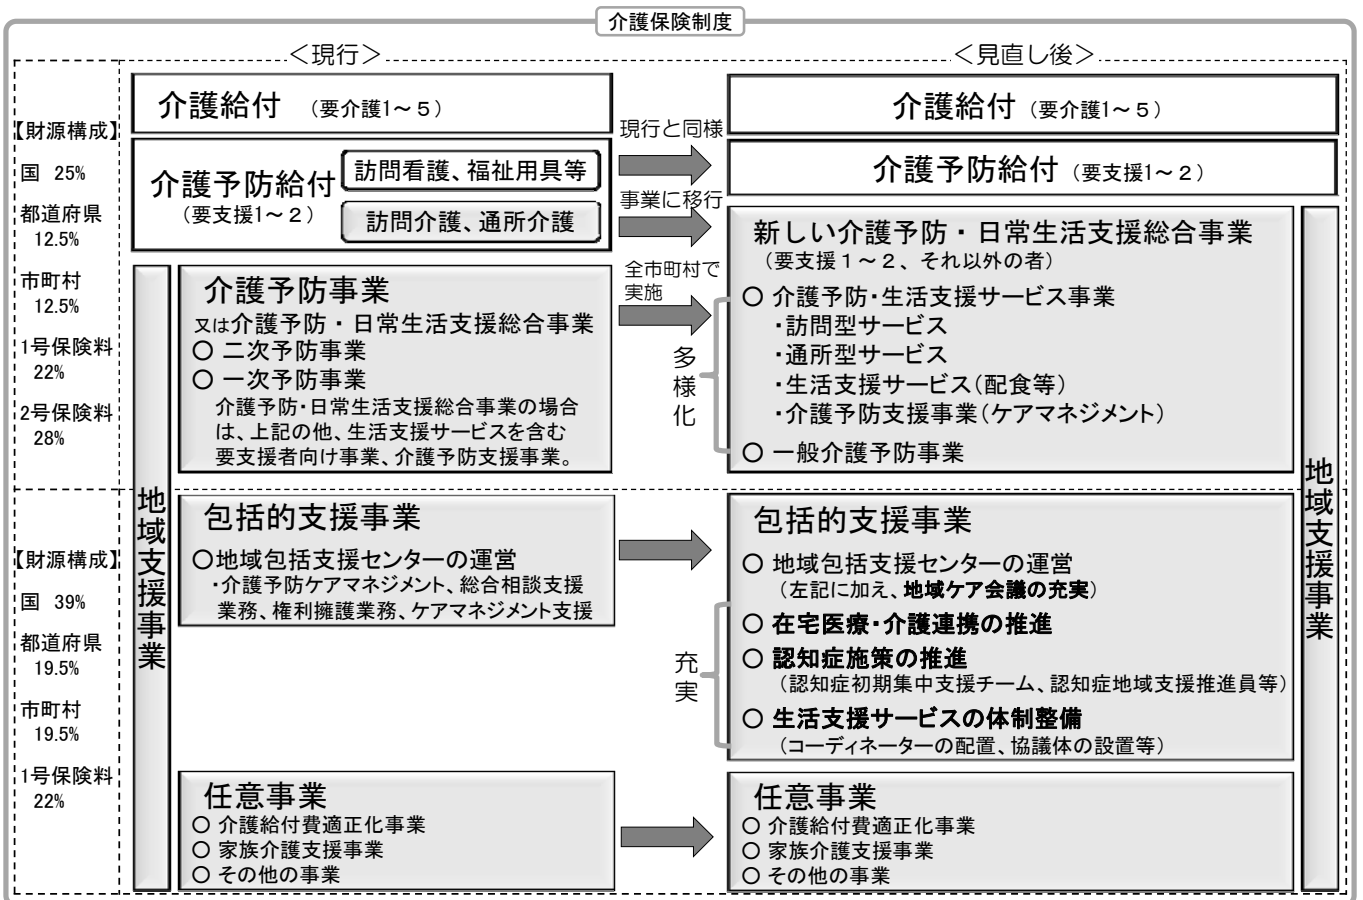 介護保険制度
＜現行＞
＜見直し後＞
【財源構成】
国 25%
都道府県
12.5%
市町村
12.5%
1号保険料
22%
2号保険料
28%
【財源構成】
国 39%
都道府県
19.5%
市町村
19.5%
1号保険料
22%
介護給付 （要介護1～5）
介護予防給付
（要支援1～2）
訪問看護、福祉用具等
訪問介護、通所介護
地域支援事業
介護予防事業
又は介護予防・日常生活支援総合事業
○ 二次予防事業
○ 一次予防事業
介護予防・日常生活支援総合事業の場合
は、上記の他、生活支援サービスを含む
要支援者向け事業、介護予防支援事業。
包括的支援事業
○地域包括支援センターの運営
・介護予防ケアマネジメント、総合相談支援
業務、権利擁護業務、ケアマネジメント支援
任意事業
○ 介護給付費適正化事業
○ 家族介護支援事業
○ その他の事業
現行と同様
事業に移行
全市町村で
実施
多様化
充実
介護給付 （要介護1～5）
介護予防給付 （要支援1～2）
新しい介護予防・日常生活支援総合事業
（要支援１～２、それ以外の者）
○ 介護予防・生活支援サービス事業
・訪問型サービス
・通所型サービス
・生活支援サービス（配食等）
・介護予防支援事業（ケアマネジメント）
○ 一般介護予防事業
包括的支援事業
○ 地域包括支援センターの運営
（左記に加え、地域ケア会議の充実）
○ 在宅医療・介護連携の推進
○ 認知症施策の推進
（認知症初期集中支援チーム、認知症地域支援推進員等）
○ 生活支援サービスの体制整備
（コーディネーターの配置、協議体の設置等）
任意事業
○ 介護給付費適正化事業
○ 家族介護支援事業
○ その他の事業
地域支援事業